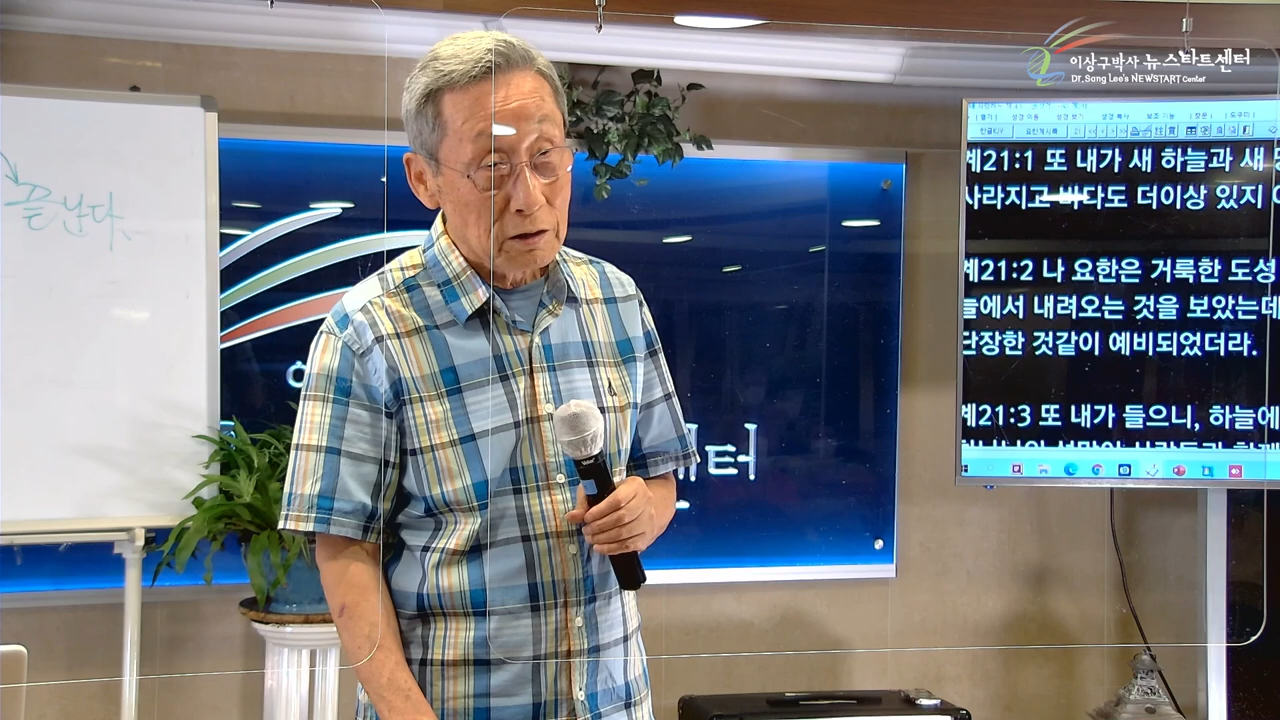 이상구박사 뉴스타트센터
Dr. Sang Lee's NEWSTART Center
끝난다.
계21:1 또 내가 새 하늘과 새
사라지고 바다도 더이상 있지
계21:2 나 요한은 거룩한 도성
늘에서 내려오는 것을 보았는데
단장한 것같이 예비되었더라.
계21:3 또 내가 들으니, 하늘에
센터